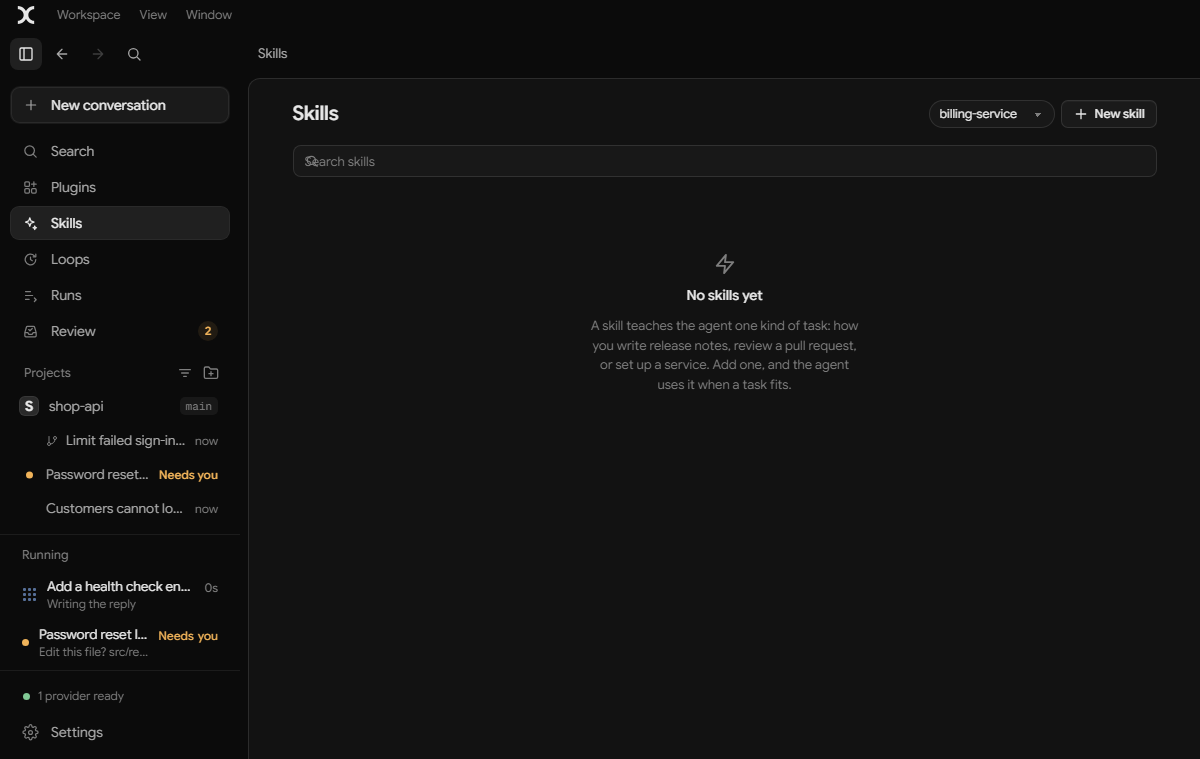 Workspace View Window
Skills
New conversation
Search
Plugins
Skills
Loops
Runs
Review 2
Projects
S shop-api main
Limit failed sign-in... now
Password reset... Needs you
Customers cannot lo... now
Running
Add a health check en... 0s
Writing the reply
Password reset l... Needs you
Edit this file? src/re...
1 provider ready
Settings
Skills
billing-service
New skill
Search skills
No skills yet
A skill teaches the agent one kind of task: how
you write release notes, review a pull request,
or set up a service. Add one, and the agent
uses it when a task fits.